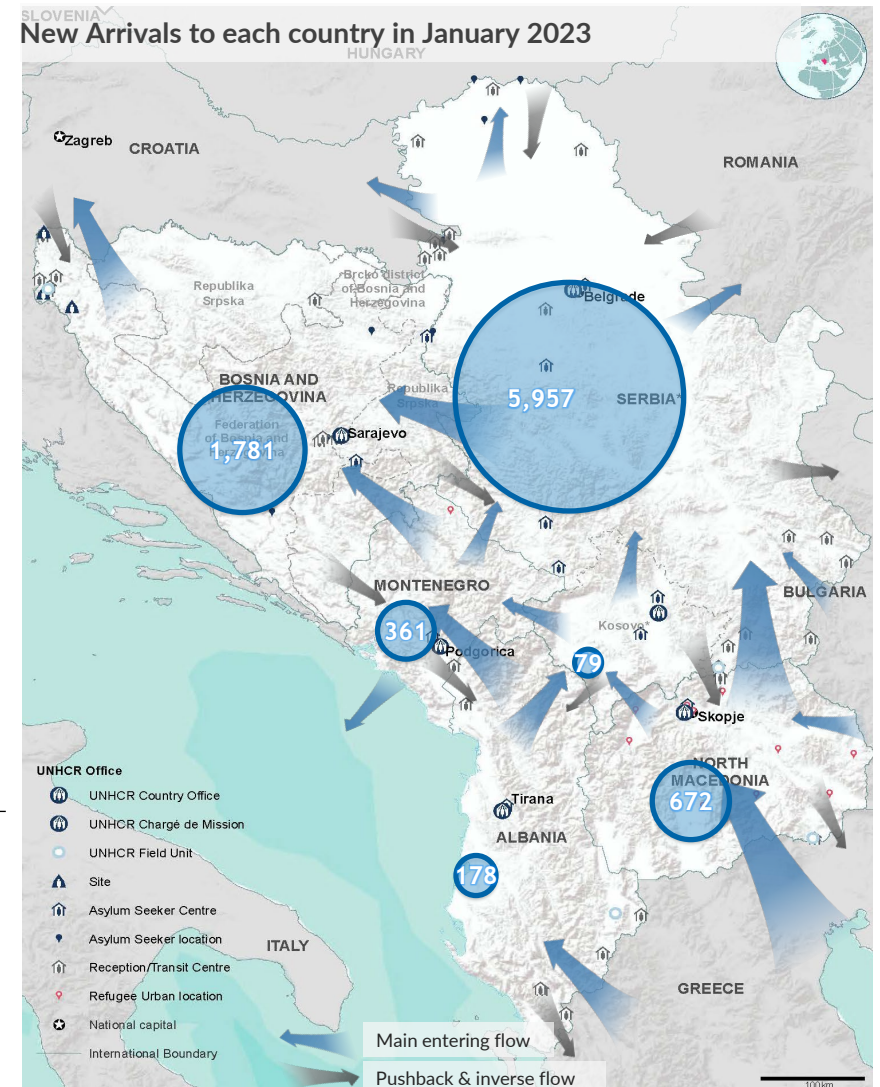 SLOVENIA
New Arrivals to each country in January 2023
HUNGARY
Zagreb
CROATIA
ROMANIA
Republika
Srpska
Brcko district
of Bosnia and
Herzegovina
Belgrade
BOSNIA AND
HERZEGOVINA
Republika
Srpska
5,957
SERBIA*
Federation
of Bosnia and
Herzegovina
1,781
Sarajevo
MONTENEGRO
BULGARIA
361
Kosovo*
Podgorica
79
Skopje
NORTH
MACEDONIA
672
Tirana
ALBANIA
178
UNHCR Office
UNHCR Country Office
UNHCR Chargé de Mission
UNHCR Field Unit
Site
Asylum Seeker Centre
Asylum Seeker location
Reception/Transit Centre
Refugee Urban location
National capital
International Boundary
ITALY
GREECE
Main entering flow
Pushback & inverse flow
100 km